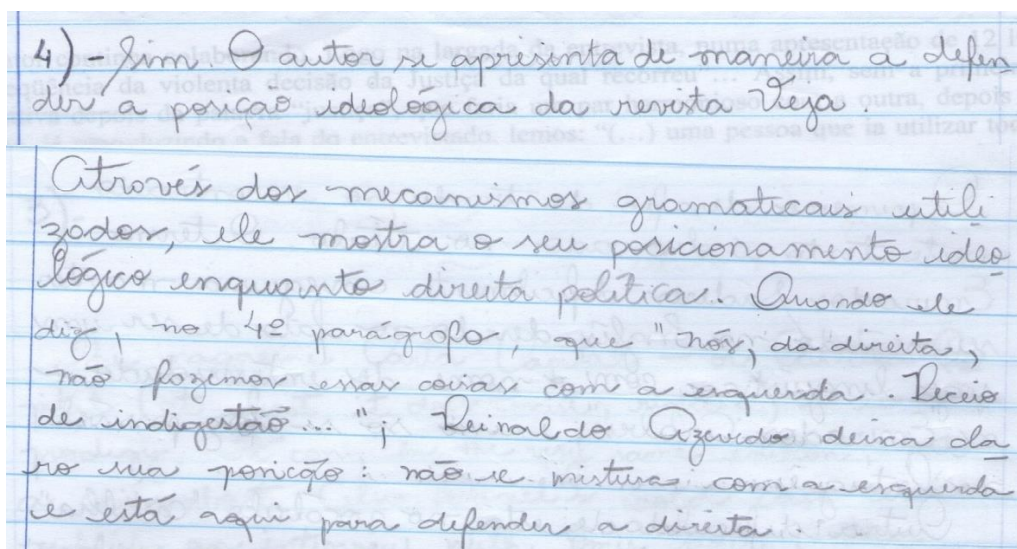 4) - Sim. O autor se apresenta de maneira a defen
der a posição ideológica da revista Veja.
Através dos mecanismos gramaticais utili
zados, ele mostra o seu posicionamento ideo
lógico enquanto direita política. Quando ele
diz, no 4º parágrafo, que "nós, da direita,
não fazemos essas coisas com a esquerda. Receio
de indigestão..."; Reinaldo Azevedo deixa cla
ro sua posição: não se mistura com a esquerda
e está aqui para defender a direita.